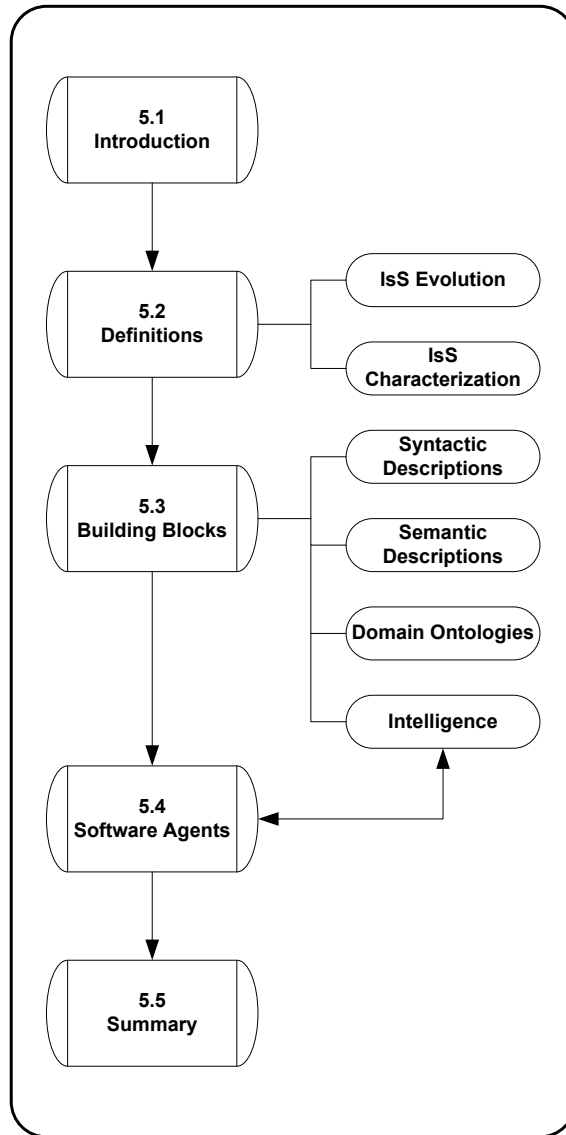 5.1
Introduction
5.2
Definitions
IsS Evolution
IsS
Characterization
5.3
Building Blocks
Syntactic
Descriptions
Semantic
Descriptions
Domain Ontologies
Intelligence
5.4
Software Agents
5.5
Summary